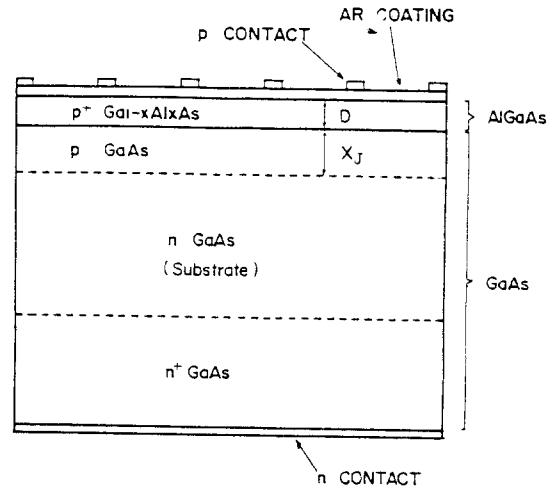 AR COATING
p CONTACT
p+ Ga1-xAlxAs
D
AlGaAs
p GaAs
XJ
n GaAs
(Substrate)
GaAs
n+ GaAs
n CONTACT